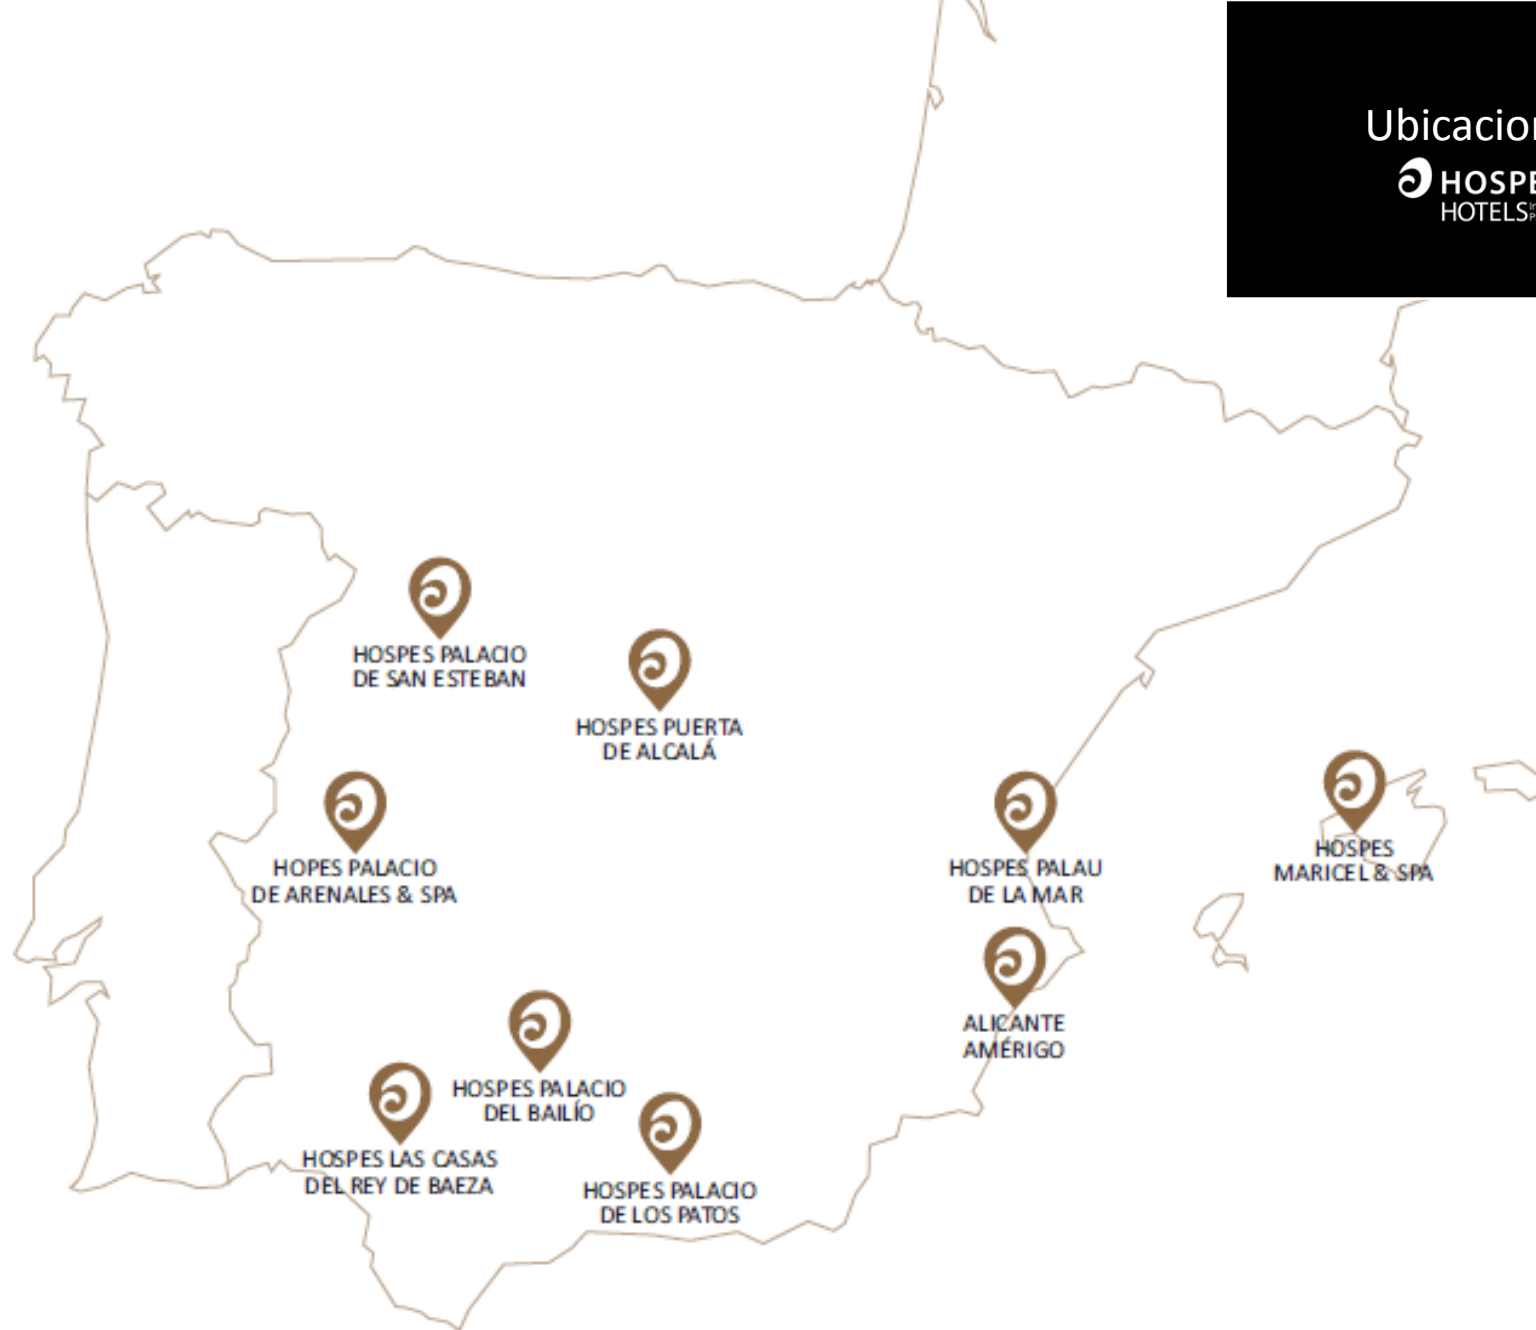 Ubicacion
HOSPE
HOTELS
HOSPES PALACIO
DE SAN ESTEBAN
HOSPES PUERTA
DE ALCALÁ
HOPES PALACIO
DE ARENALES & SPA
HOSPES PALAU
DE LA MAR
HOSPES
MARICEL & SPA
ALICANTE
AMÉRIGO
HOSPES PALACIO
DEL BAILÍO
HOSPES LAS CASAS
DEL REY DE BAEZA
HOSPES PALACIO
DE LOS PATOS